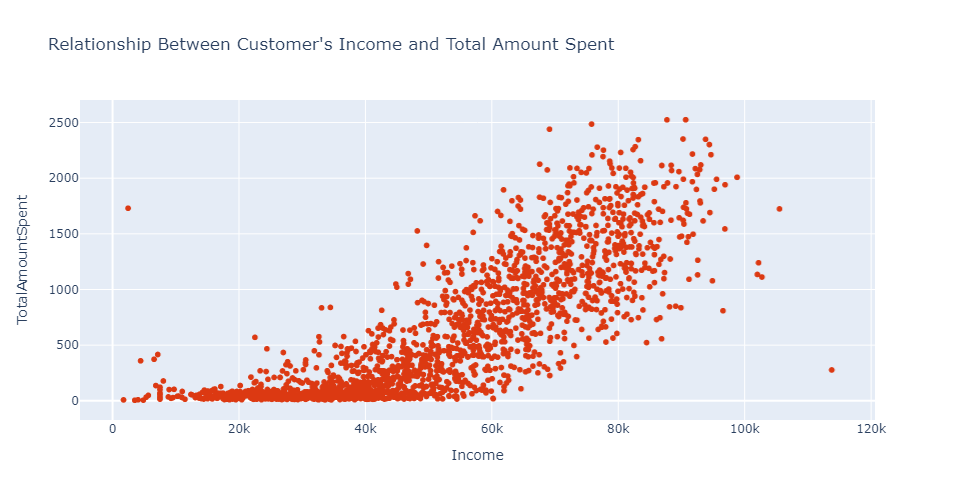 Relationship Between Customer's Income and Total Amount Spent
TotalAmountSpent
2500
2000
1500
1000
500
0
0
20k
40k
60k
80k
100k
120k
Income